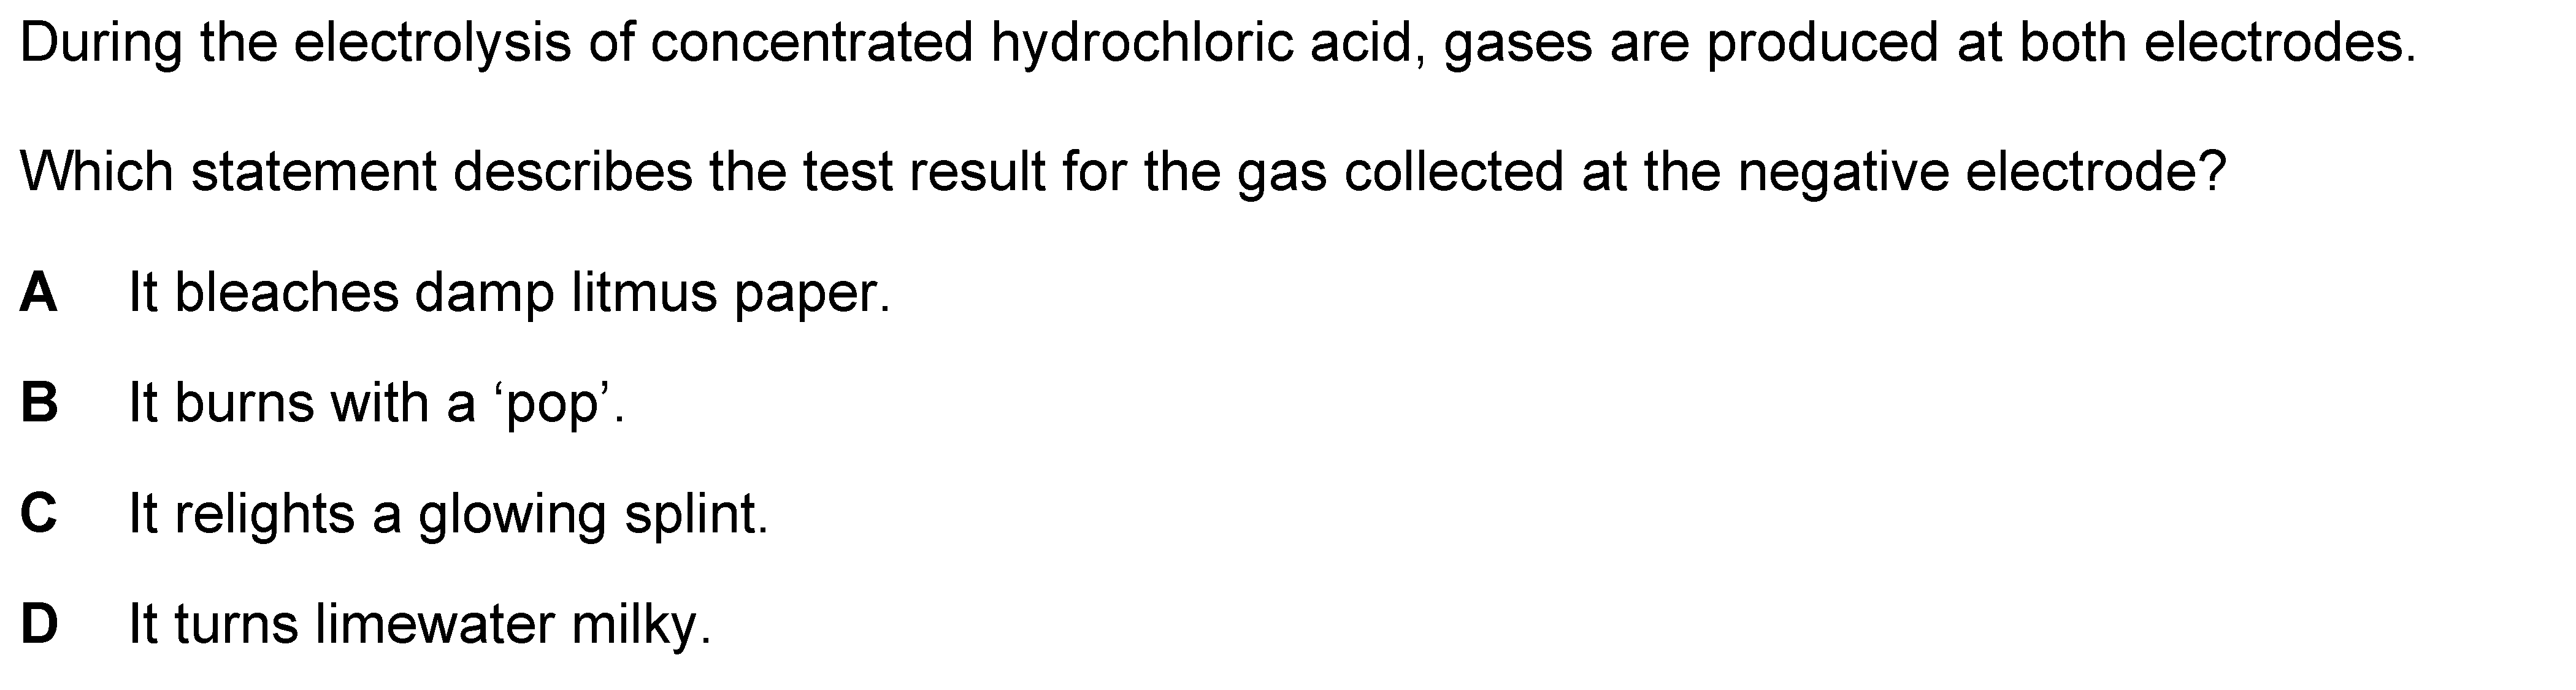 During the electrolysis of concentrated hydrochloric acid, gases are produced at both electrodes.
Which statement describes the test result for the gas collected at the negative electrode?
A It bleaches damp litmus paper.
B It burns with a ‘pop’.
C It relights a glowing splint.
D It turns limewater milky.